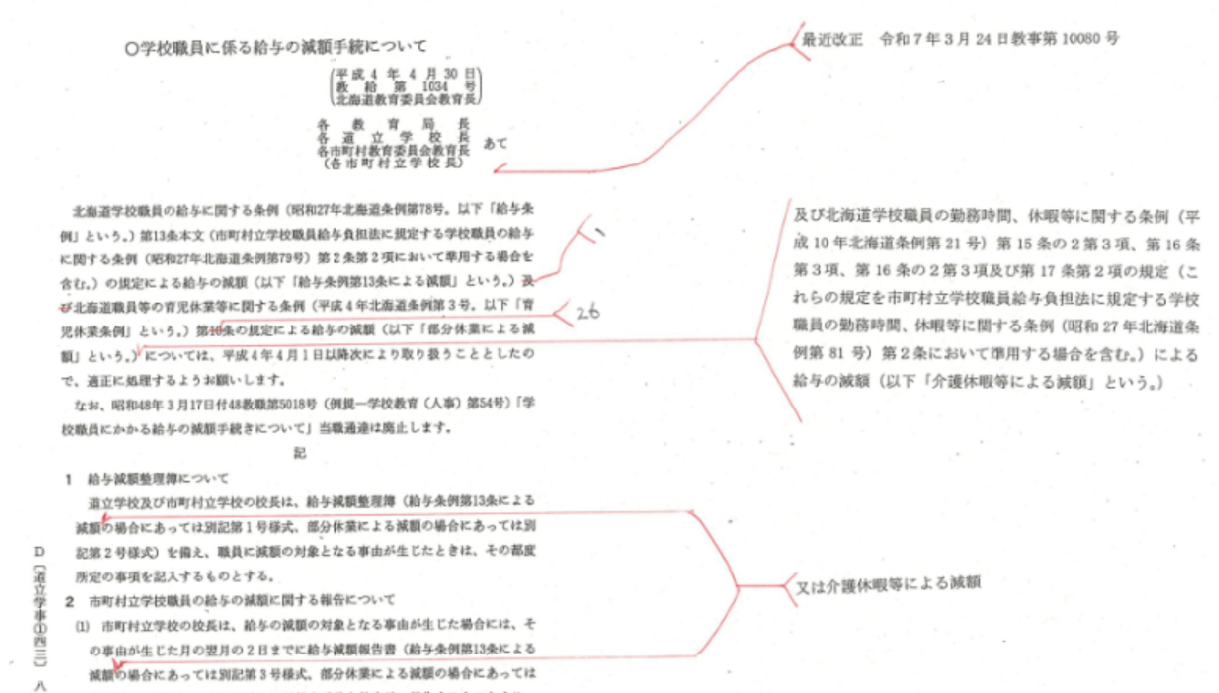 ○学校職員に係る給与の減額手続について
最近改正 令和7年3月24日教事第10080号
平成4年4月30日
教給第1034号
北海道教育委員会教育長
各教育局長
各道立学校長
各市町村教育委員会教育長
(各市町村立学校長)
あて
北海道学校職員の給与に関する条例(昭和27年北海道条例第78号。以下「給与条
例」という。)第13条本文(市町村立学校職員給与負担法に規定する学校職員の給与
に関する条例(昭和27年北海道条例第79号)第2条第2項において準用する場合を
含む。)の規定による給与の減額(以下「給与条例第13条による減額」という。)及
び北海道職員等の育児休業等に関する条例(平成4年北海道条例第3号。以下「育
児休業条例」という。)第10条の規定による給与の減額(以下「部分休業による減
額」という。)については、平成4年4月1日以降次により取り扱うこととしたの
で、適正に処理するようお願いします。
なお、昭和48年3月17日付48教職第5018号(例規一学校教育(人事)第54号)「学
校職員にかかる給与の減額手続きについて」当職通達は廃止します。
、
26
及び北海道学校職員の勤務時間、休暇等に関する条例(平
成10年北海道条例第21号)第15条の2第3項、第16条
第3項、第16条の2第3項及び第17条第2項の規定(こ
れらの規定を市町村立学校職員給与負担法に規定する学校
職員の勤務時間、休暇等に関する条例(昭和27年北海道条
例第81号)第2条において準用する場合を含む。)による
給与の減額(以下「介護休暇等による減額」という。)
記
1 給与減額整理簿について
道立学校及び市町村立学校の校長は、給与減額整理簿(給与条例第13条による
減額の場合にあっては別記第1号様式、部分休業による減額の場合にあっては別
記第2号様式)を備え、職員に減額の対象となる事由が生じたときは、その都度
所定の事項を記入するものとする。
2 市町村立学校職員の給与の減額に関する報告について
(1) 市町村立学校の校長は、給与の減額の対象となる事由が生じた場合には、そ
の事由が生じた月の翌月の2日までに給与減額報告書(給与条例第13条による
減額の場合にあっては別記第3号様式、部分休業による減額の場合にあっては
又は介護休暇等による減額
D〔道立学事①四三〕八